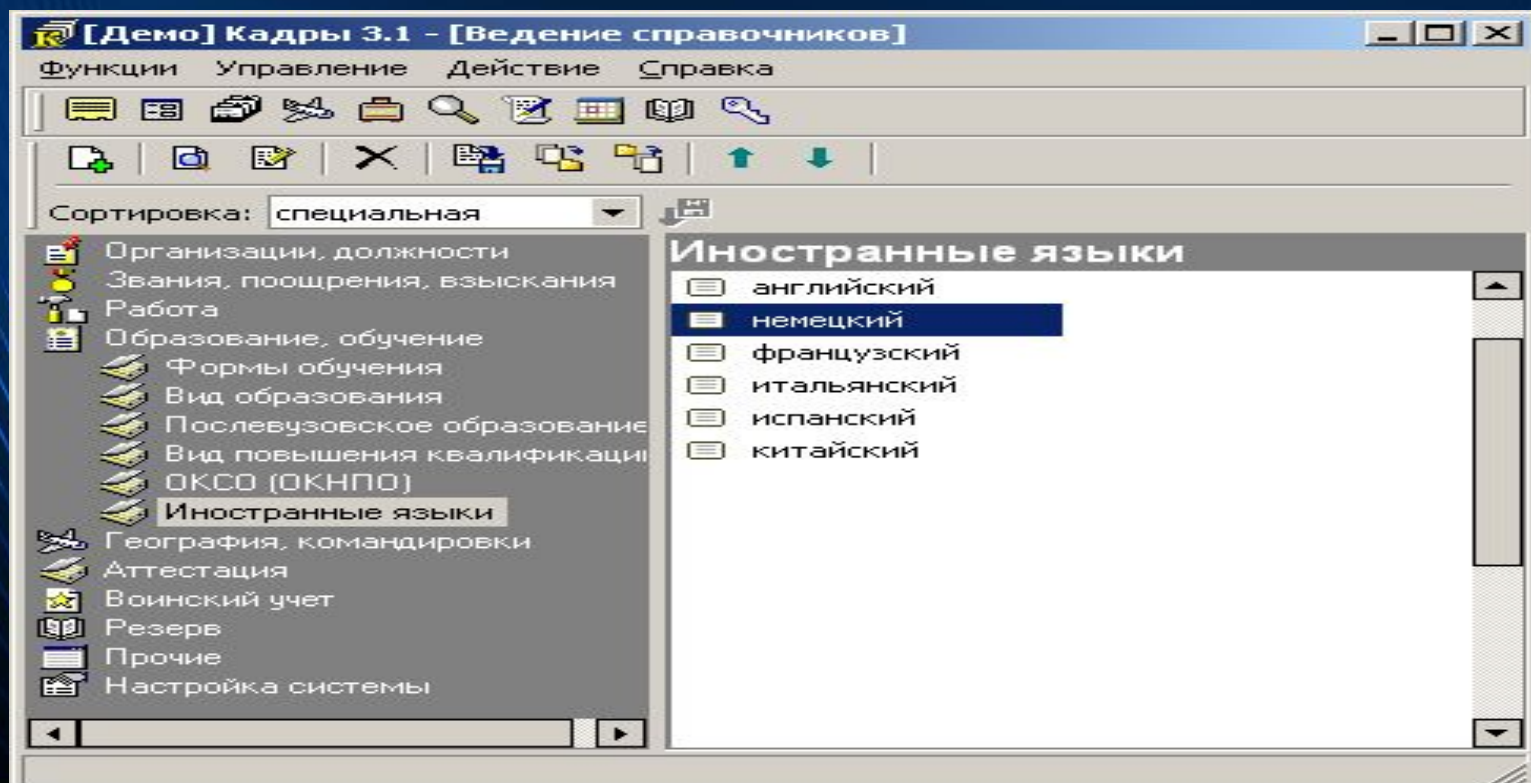 [Демо] Кадры 3.1 - [Ведение справочников]
Функции Управление Действие Справка
Сортировка: специальная
Организации, должности
Звания, поощрения, взыскания
Работа
Образование, обучение
Формы обучения
Вид образования
Послевузовское образование
Вид повышения квалификаци
ОКСО (ОКНПО)
Иностранные языки
География, командировки
Аттестация
Воинский учет
Резерв
Прочие
Настройка системы
Иностранные языки
английский
немецкий
французский
итальянский
испанский
китайский